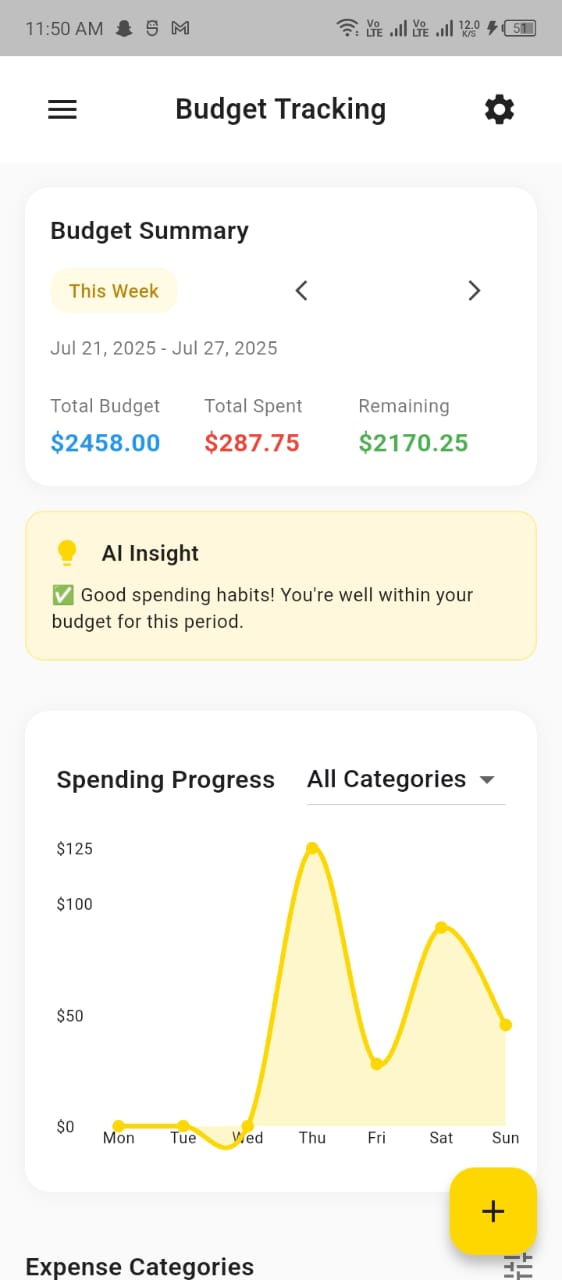 11:50 AM
Vo LTE Vo LTE 12.0 K/S 51
Budget Tracking
Budget Summary
This Week
Jul 21, 2025 - Jul 27, 2025
Total Budget Total Spent Remaining
$2458.00 $287.75 $2170.25
AI Insight
✅ Good spending habits! You're well within your
budget for this period.
Spending Progress All Categories
$125
$100
$50
$0
Mon Tue Wed Thu Fri Sat Sun
+
Expense Categories